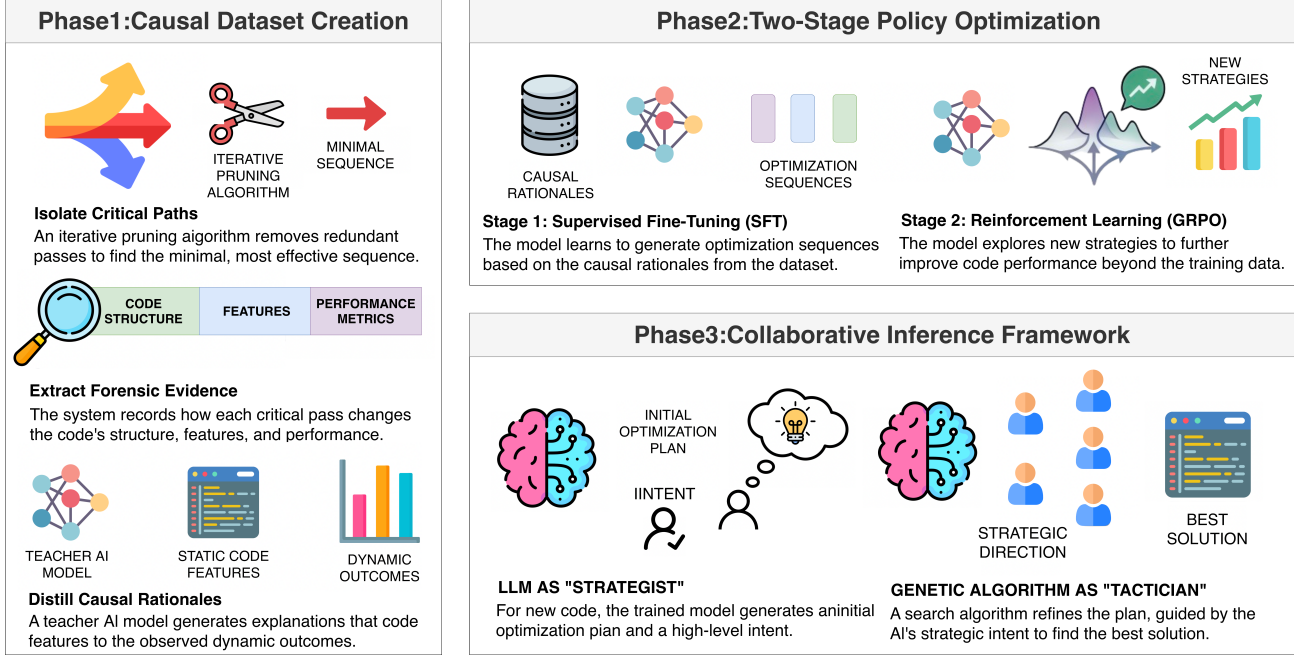 Phase1:Causal Dataset Creation
ITERATIVE
PRUNING
ALGORITHM
MINIMAL
SEQUENCE
Isolate Critical Paths
An iterative pruning aigorithm removes redundant
passes to find the minimal, most effective sequence.
CODE
STRUCTURE
FEATURES
PERFORMANCE
METRICS
Extract Forensic Evidence
The system records how each critical pass changes
the code's structure, features, and performance.
TEACHER AI
MODEL
STATIC CODE
FEATURES
DYNAMIC
OUTCOMES
Distill Causal Rationales
A teacher AI model generates explanations that code
features to the observed dynamic outcomes.
Phase2:Two-Stage Policy Optimization
CAUSAL
RATIONALES
OPTIMIZATION
SEQUENCES
Stage 1: Supervised Fine-Tuning (SFT)
The model learns to generate optimization sequences
based on the causal rationales from the dataset.
NEW
STRATEGIES
Stage 2: Reinforcement Learning (GRPO)
The model explores new strategies to further
improve code performance beyond the training data.
Phase3:Collaborative Inference Framework
INITIAL
OPTIMIZATION
PLAN
IINTENT
LLM AS "STRATEGIST"
For new code, the trained model generates aninitial
optimization plan and a high-level intent.
STRATEGIC
DIRECTION
BEST
SOLUTION
GENETIC ALGORITHM AS "TACTICIAN"
A search algorithm refines the plan, guided by the
AI's strategic intent to find the best solution.